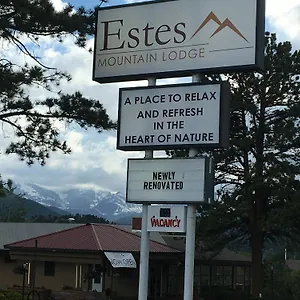 Estes
MOUNTAIN LODGE
A PLACE TO RELAX
AND REFRESH
IN THE
HEART OF NATURE
NEWLY
RENOVATED
VACANCY